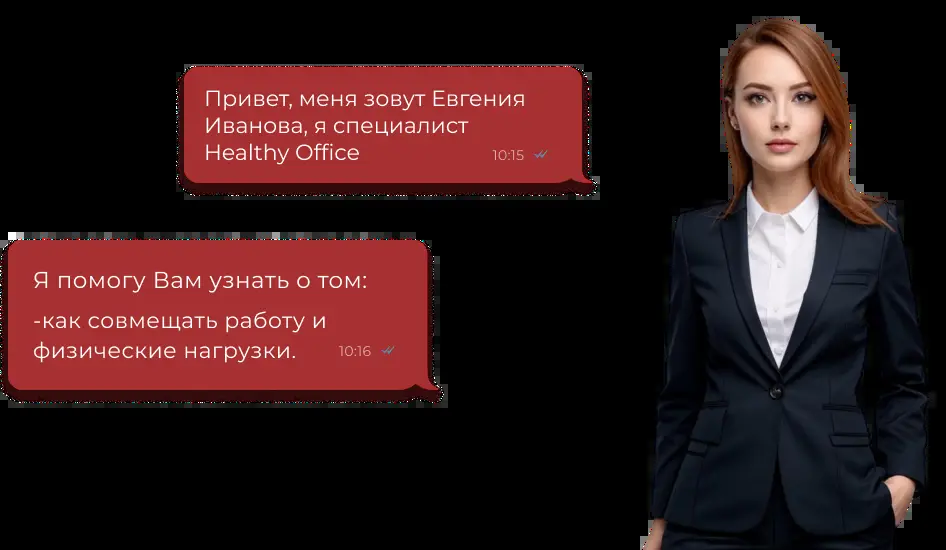 Привет, меня зовут Евгения
Иванова, я специалист
Healthy Office
10:15
Я помогу Вам узнать о том:
-как совмещать работу и
физические нагрузки.
10:16